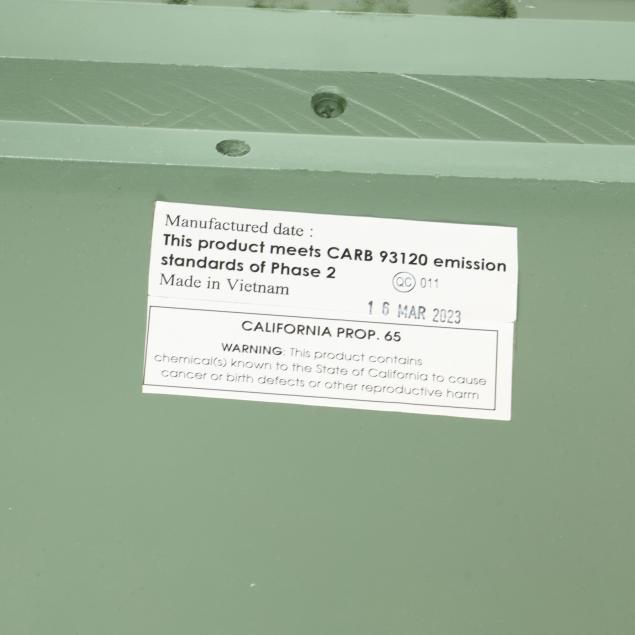 Manufactured date :
This product meets CARB 93120 emission
standards of Phase 2
QC 011
Made in Vietnam
16 MAR 2023
CALIFORNIA PROP. 65
WARNING: This product contains
chemical(s) known to the State of California to cause
cancer or birth defects or other reproductive harm